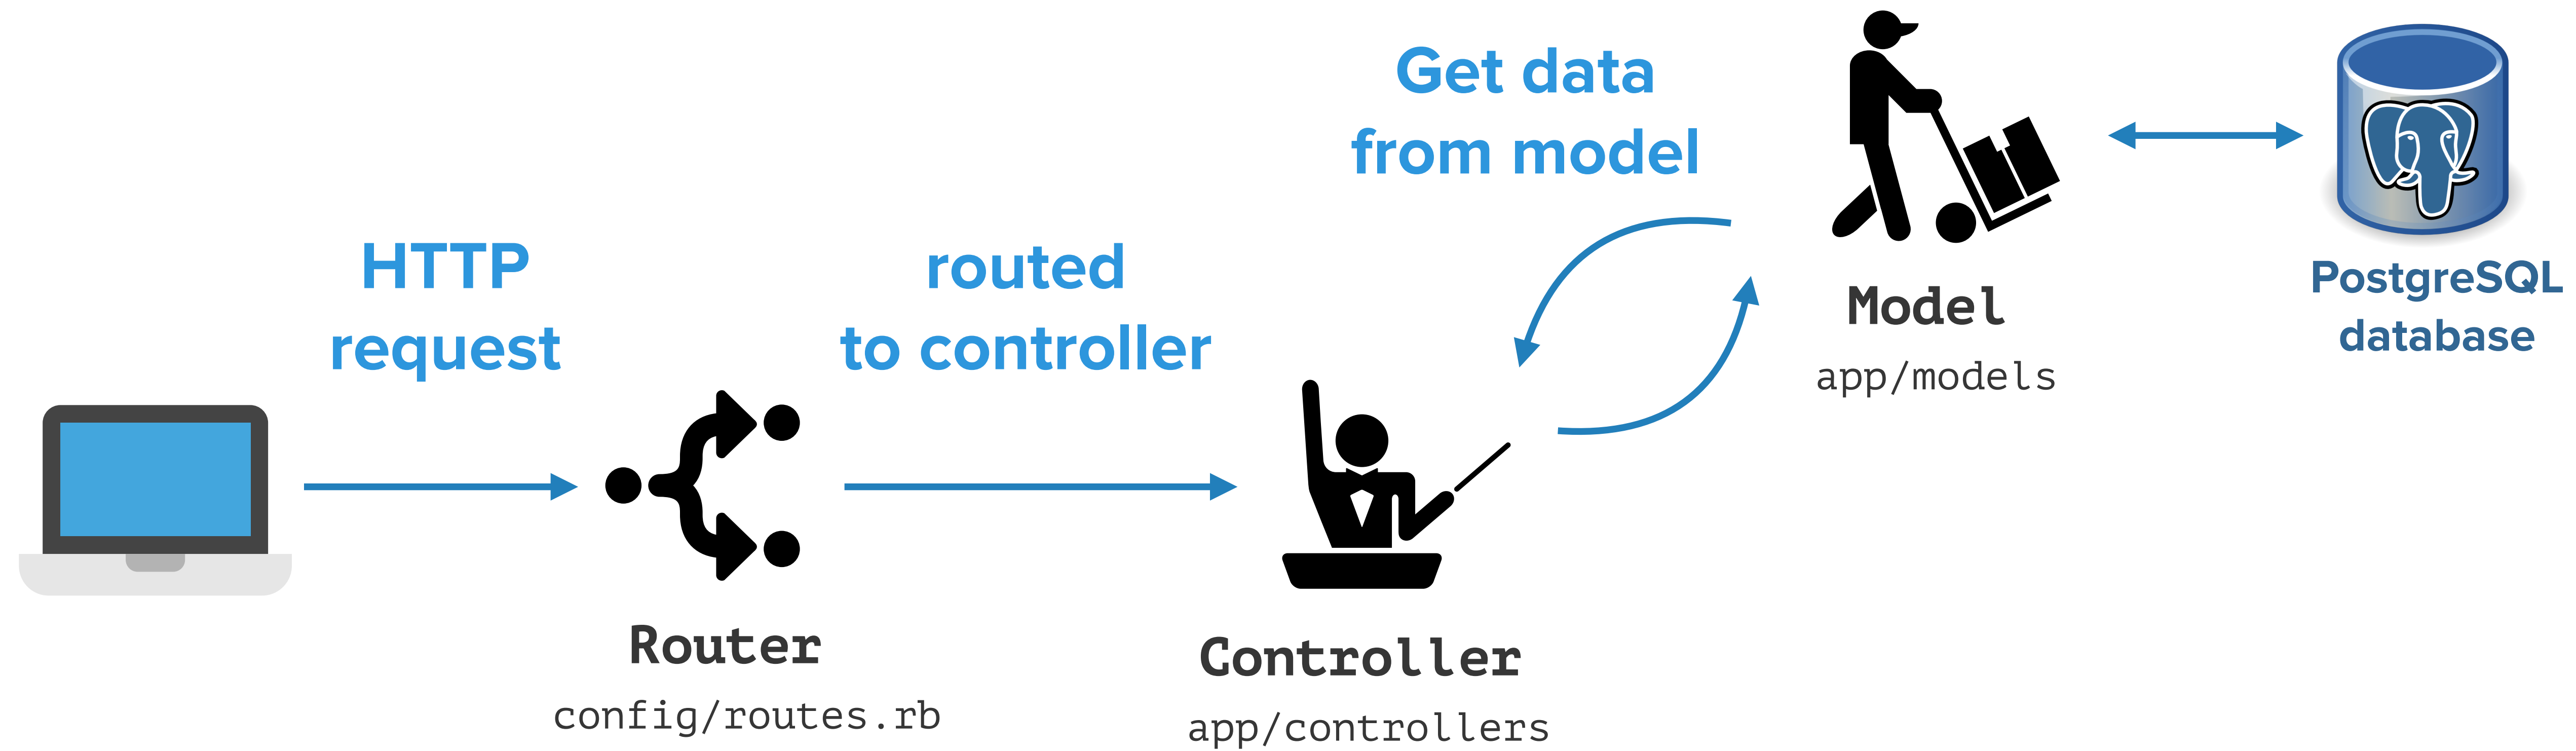 HTTP
request
routed
to controller
Get data
from model
Router
config/routes.rb
Controller
app/controllers
Model
app/models
PostgreSQL
database